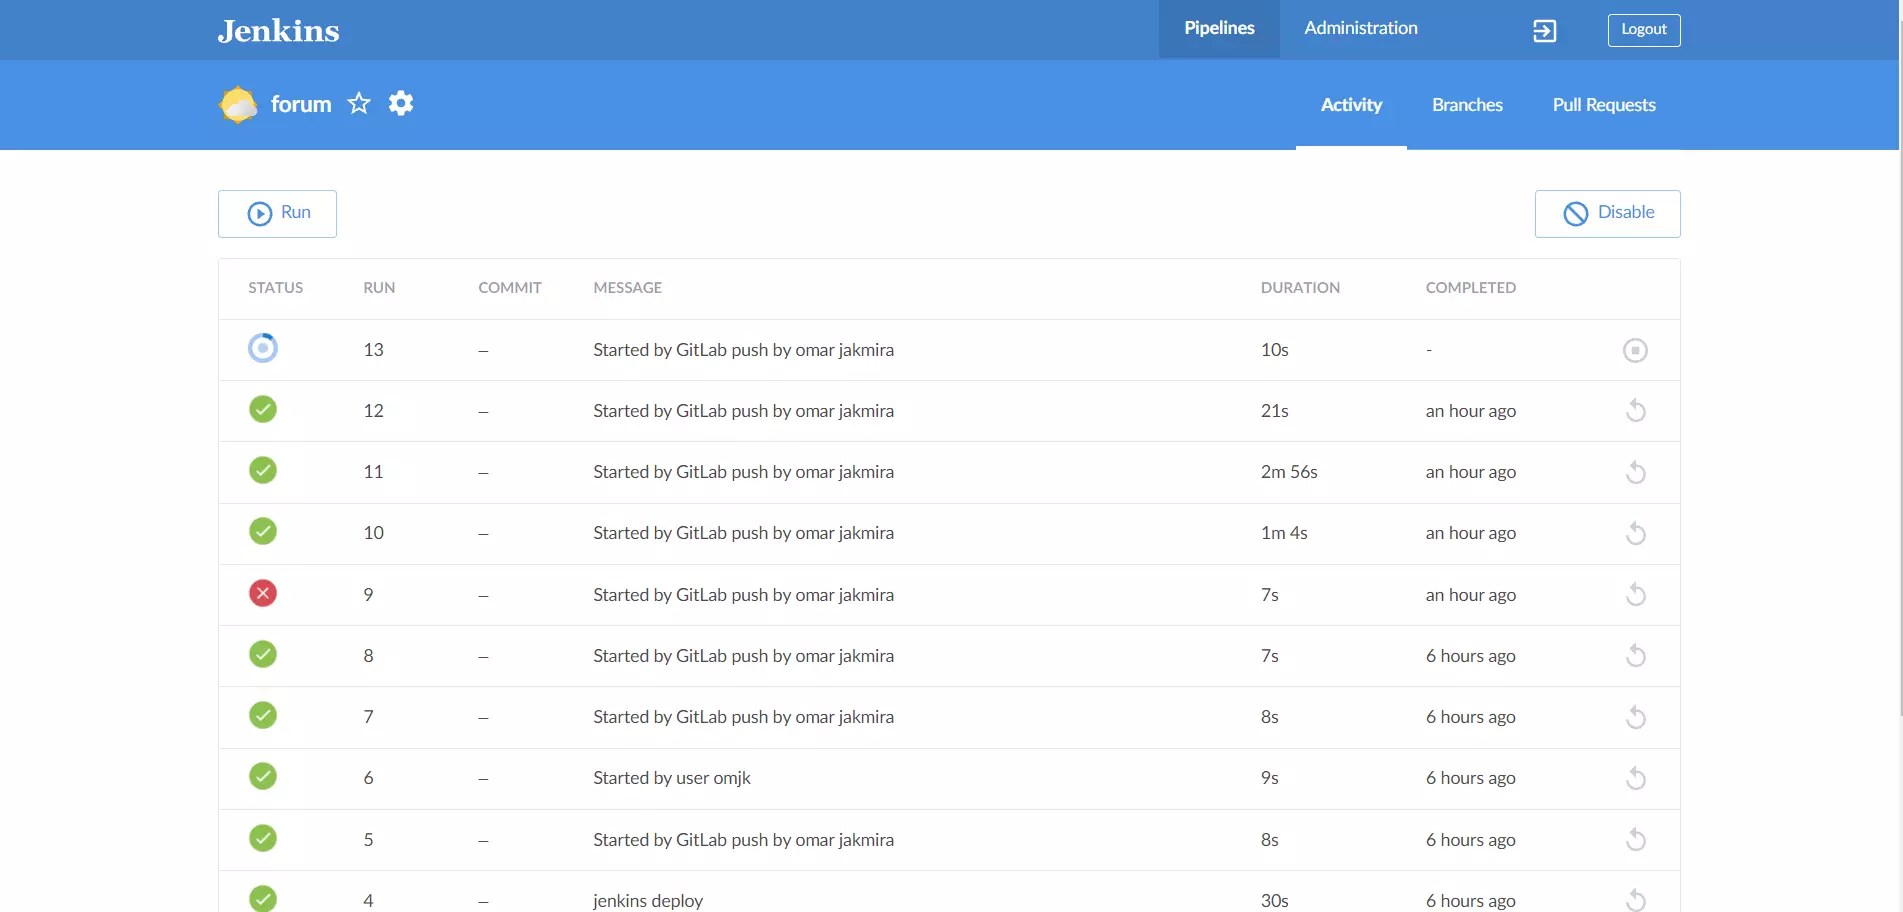 Jenkins Pipelines Administration Logout
forum Activity Branches Pull Requests
Run Disable
STATUS RUN COMMIT MESSAGE DURATION COMPLETED
13 – Started by GitLab push by omar jakmira 10s -
12 – Started by GitLab push by omar jakmira 21s an hour ago
11 – Started by GitLab push by omar jakmira 2m 56s an hour ago
10 – Started by GitLab push by omar jakmira 1m 4s an hour ago
9 – Started by GitLab push by omar jakmira 7s an hour ago
8 – Started by GitLab push by omar jakmira 7s 6 hours ago
7 – Started by GitLab push by omar jakmira 8s 6 hours ago
6 – Started by user omjk 9s 6 hours ago
5 – Started by GitLab push by omar jakmira 8s 6 hours ago
4 – jenkins deploy 30s 6 hours ago